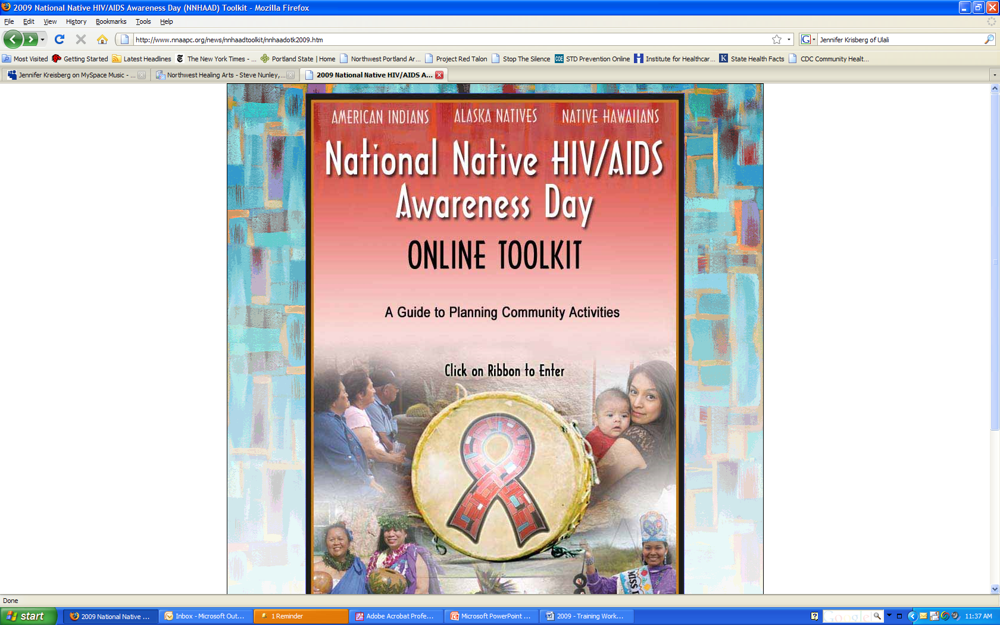 2009 National Native HIV/AIDS Awareness Day (NNHAAD) Toolkit - Mozilla Firefox
File Edit View History Bookmarks Tools Help
http://www.nnaapc.org/news/nnhaadtoolkit/nnhaadotk2009.htm
Jennifer Krisberg of Ulali
Most Visited Getting Started Latest Headlines The New York Times - ... Portland State | Home Northwest Portland Ar... Project Red Talon Stop The Silence COE STD Prevention Online Institute for Healthcar... K State Health Facts CDC Community Healt...
Jennifer Kreisberg on MySpace Music - ... Northwest Healing Arts - Steve Nunley,... 2009 National Native HIV/AIDS A...
AMERICAN INDIANS ALASKA NATIVES NATIVE HAWAIIANS
National Native HIV/AIDS
Awareness Day
ONLINE TOOLKIT
A Guide to Planning Community Activities
Click on Ribbon to Enter
MISS
Done
start 2009 National Native ... Inbox - Microsoft Out... 1 Reminder Adobe Acrobat Profe... Microsoft PowerPoint ... 2009 - Training Work... Google 11:37 AM